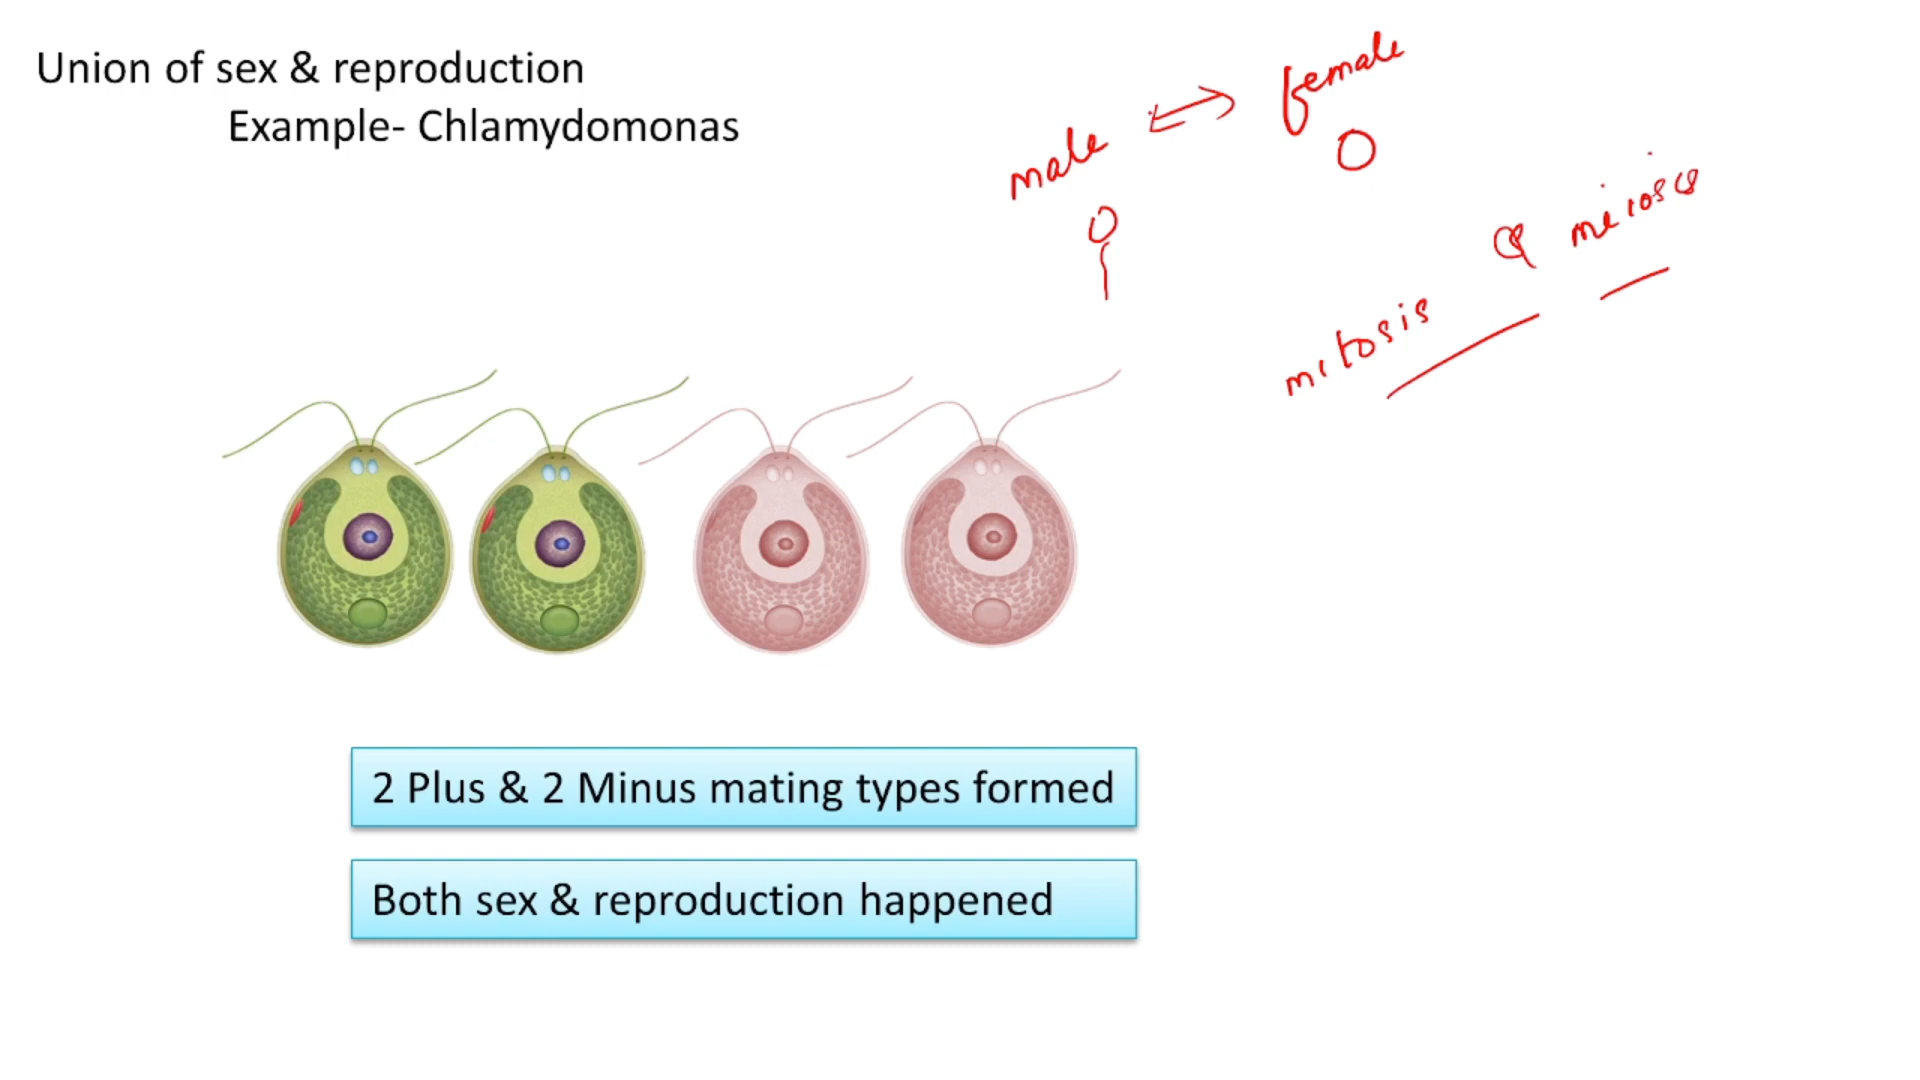 Union of sex & reproduction
Example- Chlamydomonas
male ↔ female
mitosis & meiosis
2 Plus & 2 Minus mating types formed
Both sex & reproduction happened